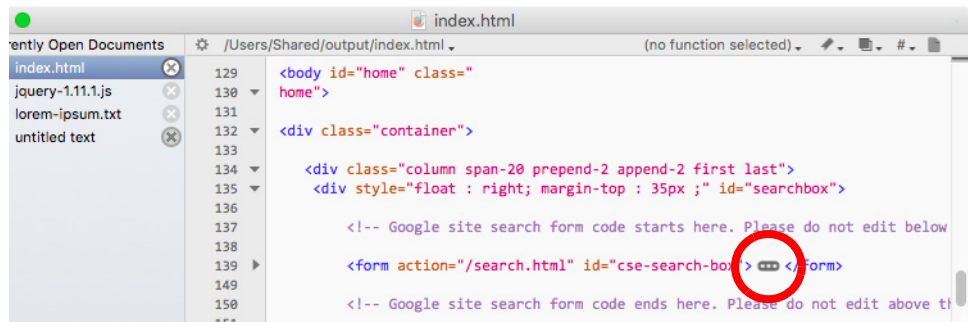 index.html
rently Open Documents
/Users/Shared/output/index.html
(no function selected)
#
index.html
jquery-1.11.1.js
lorem-ipsum.txt
untitled text
129 <body id="home" class="
130 home">
131
132 <div class="container">
133
134 <div class="column span-20 prepend-2 append-2 first last">
135 <div style="float : right; margin-top : 35px ;" id="searchbox">
136
137 <!-- Google site search form code starts here. Please do not edit below
138
139 <form action="/search.html" id="cse-search-box"> </form>
149
150 <!-- Google site search form code ends here. Please do not edit above th
151